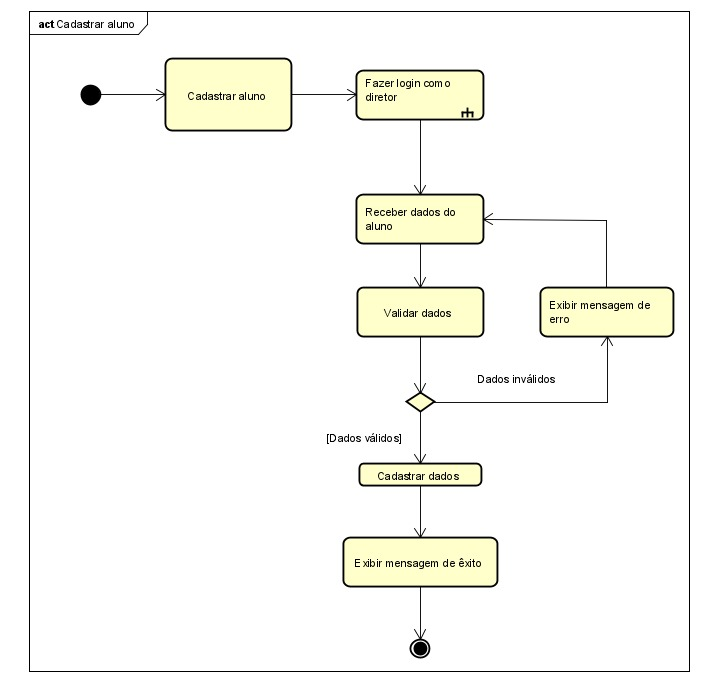 act Cadastrar aluno
Cadastrar aluno
Fazer login como
diretor
Receber dados do
aluno
Validar dados
Exibir mensagem de
erro
Dados inválidos
[Dados válidos]
Cadastrar dados
Exibir mensagem de êxito